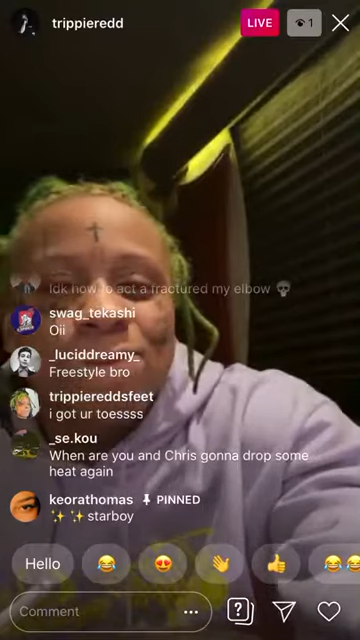 trippieredd
LIVE
1
Idk how to act a fractured my elbow 💀
swag_tekashi
Oii
_luciddreamy_
Freestyle bro
trippiereddsfeet
i got ur toessss
_se.kou
When are you and Chris gonna drop some
heat again
keorathomas PINNED
✨ ✨ starboy
Hello 😂 😍 👋 👍 😂😂
Comment